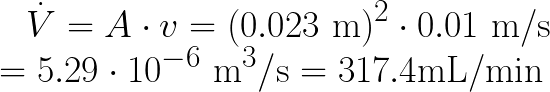 V̇ = A · v = (0.023 m)² · 0.01 m/s
= 5.29 · 10⁻⁶ m³/s = 317.4mL/min